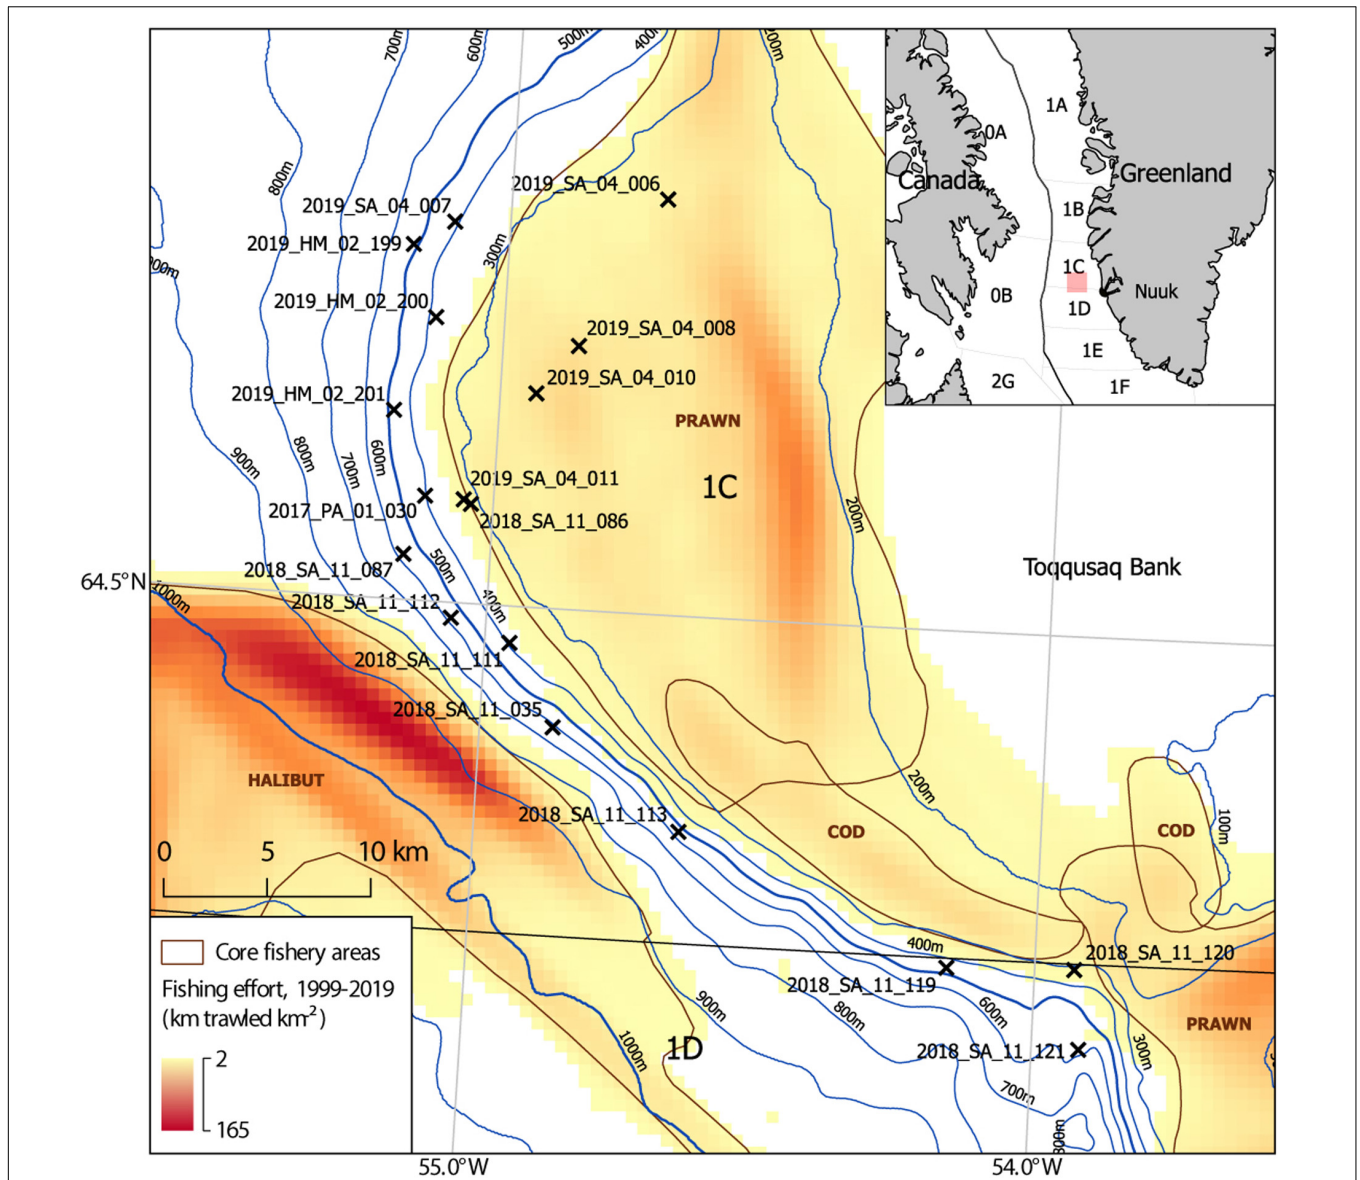 700m
600m
500m
400m
200m
1A
0A
Canada
Greenland
800m
2019_SA_04_006
2019_SA_04_007
1B
2019_HM_02_199
300m
1C
0B
Nuuk
2019_HM_02_200
1D
2019_SA_04_008
1E
2019_SA_04_010
2G
1F
2019_HM_02_201
PRAWN
900m
800m
700m
600m
2019_SA_04_011
1C
2017_PA_01_030
2018_SA_11_086
200m
500m
2018_SA_11_087
Toqqusaq Bank
64.5°N
1000m
2018_SA_11_112
400m
2018_SA_11_111
2018_SA_11_035
HALIBUT
200m
2018_SA_11_113
COD
COD
100m
0 5 10 km
400m
2018_SA_11_120
Core fishery areas
2018_SA_11_119
Fishing effort, 1999-2019
(km trawled km²)
900m
800m
600m
PRAWN
1000m
1D
2018_SA_11_121
300m
2
700m
165
800m
55.0°W
54.0°W